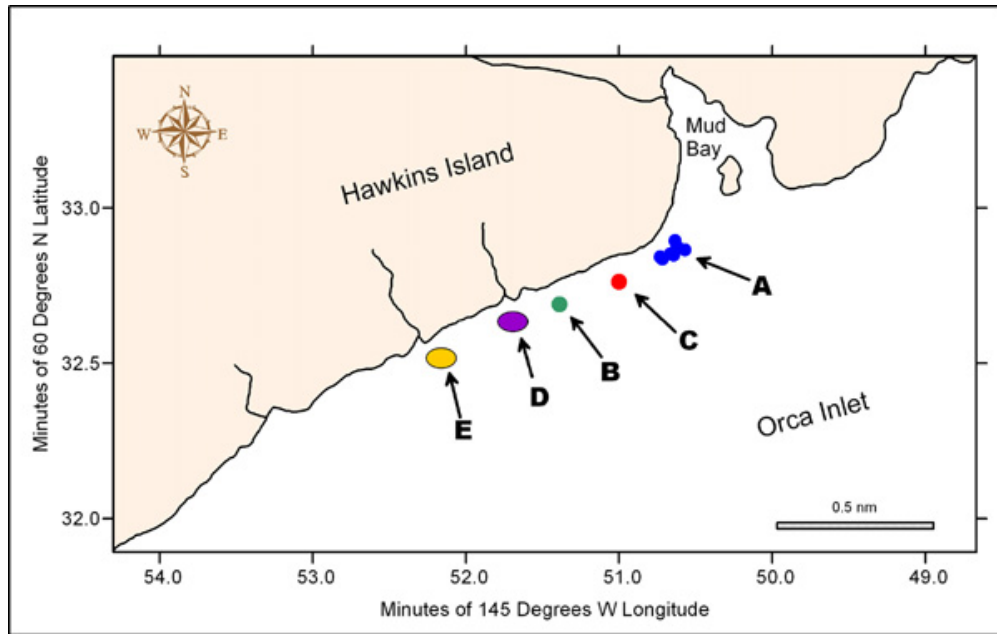 N
W E
S
Hawkins Island
Mud
Bay
A
C
B
D
E
Orca Inlet
0.5 nm
33.0
32.5
32.0
Minutes of 60 Degrees N Latitude
54.0 53.0 52.0 51.0 50.0 49.0
Minutes of 145 Degrees W Longitude